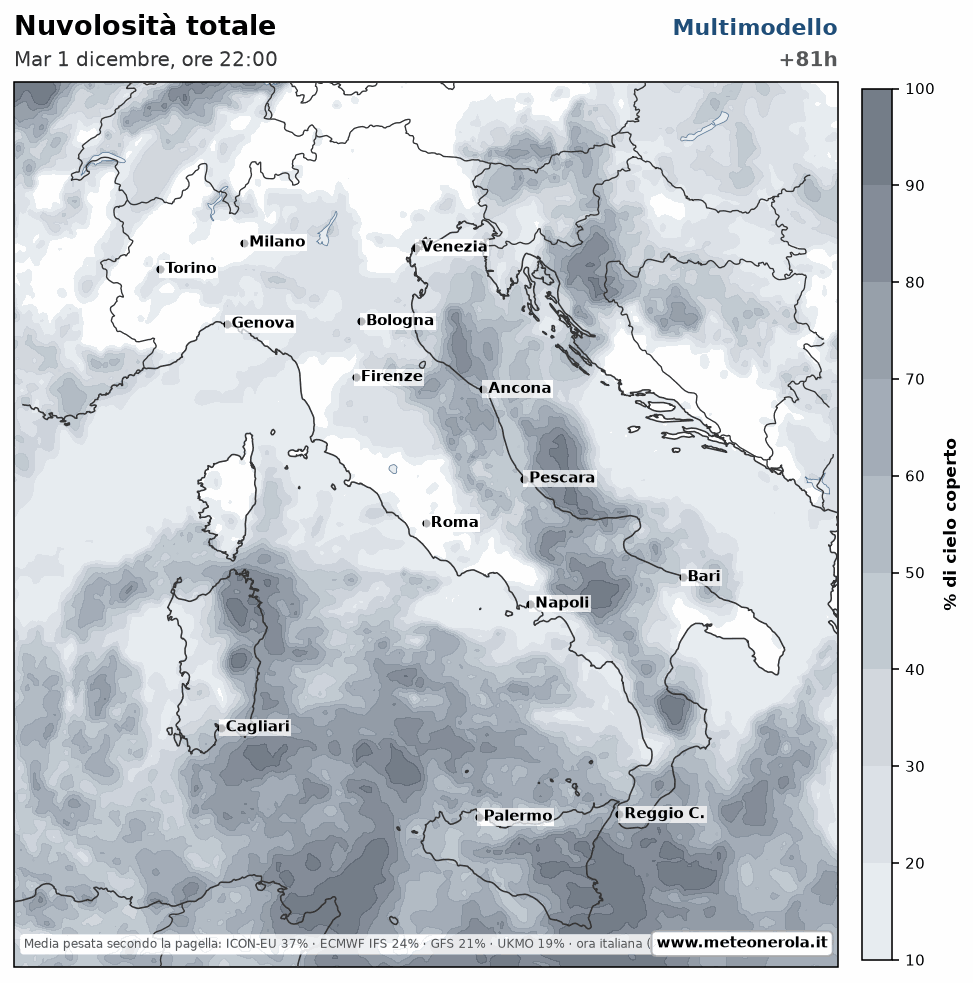 Nuvolosità totale
Multimodello
Mar 1 dicembre, ore 22:00
+81h
100
90
80
70
60
50
40
30
20
10
% di cielo coperto
Milano
Venezia
Torino
Genova
Bologna
Firenze
Ancona
Pescara
Roma
Bari
Napoli
Cagliari
Palermo
Reggio C.
Media pesata secondo la pagella: ICON-EU 37% · ECMWF IFS 24% · GFS 21% · UKMO 19% · ora italiana (
www.meteonerola.it